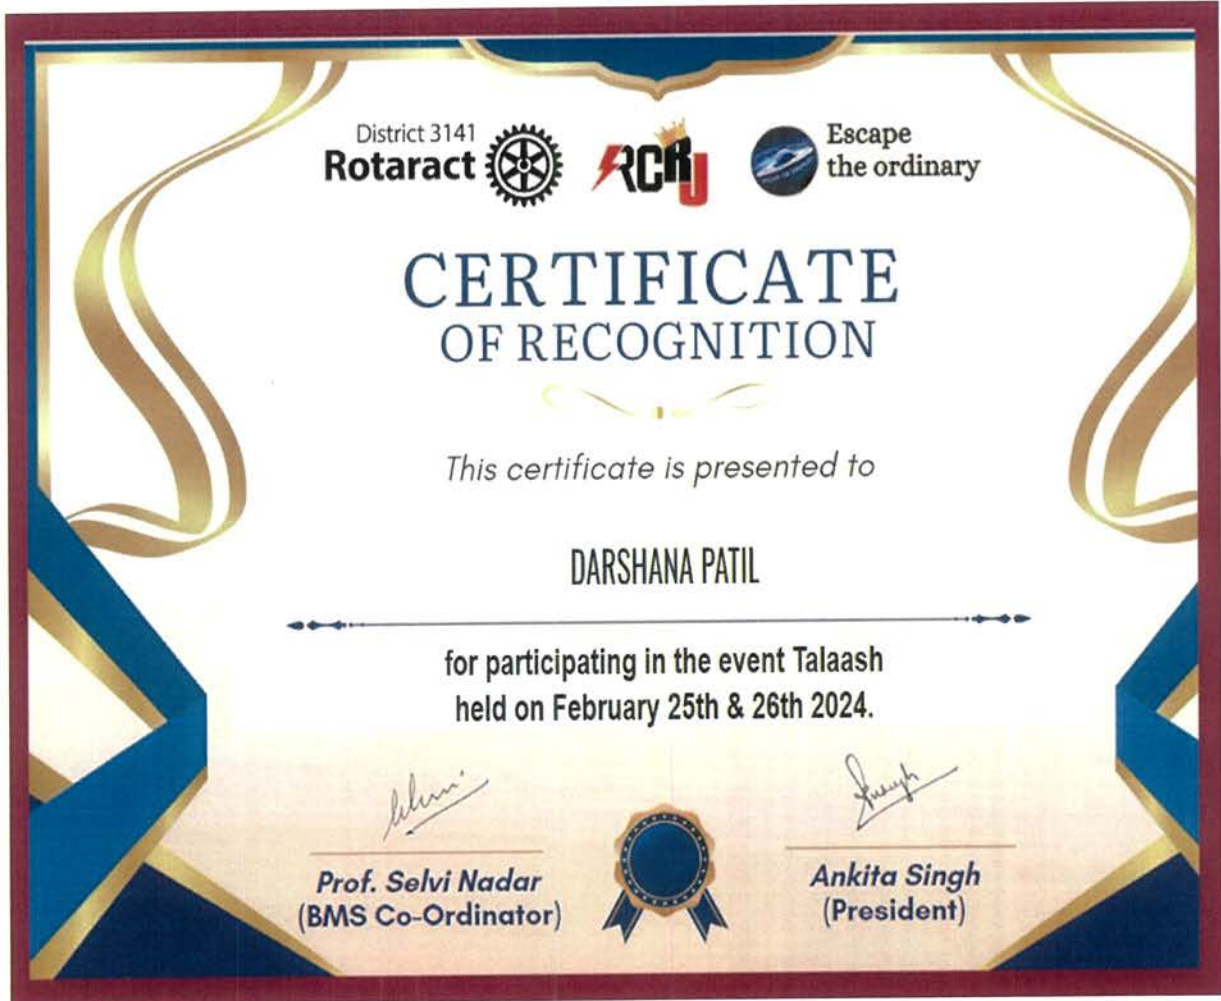 District 3141
Rotaract
RCRJ
Escape
the ordinary
CERTIFICATE
OF RECOGNITION
This certificate is presented to
DARSHANA PATIL
for participating in the event Talaash
held on February 25th & 26th 2024.
Prof. Selvi Nadar
(BMS Co-Ordinator)
Ankita Singh
(President)